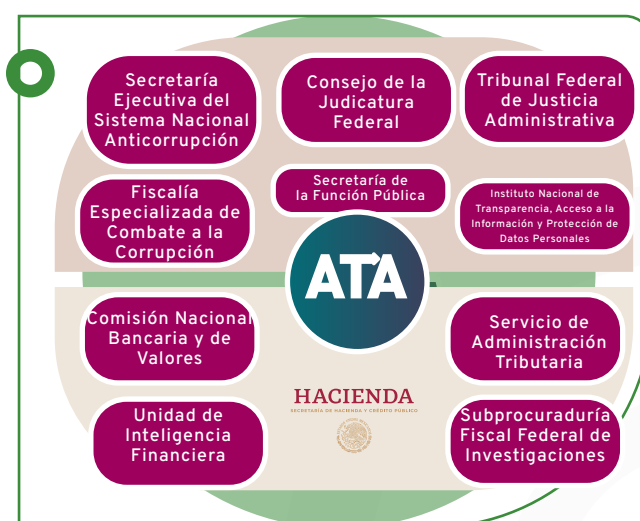 Secretaría
Ejecutiva del
Sistema Nacional
Anticorrupción
Consejo de la
Judicatura
Federal
Tribunal Federal
de Justicia
Administrativa
Fiscalía
Especializada de
Combate a la
Corrupción
Secretaría de
la Función Pública
Instituto Nacional de
Transparencia, Acceso a la
Información y Protección de
Datos Personales
ATA
Comisión Nacional
Bancaria y de
Valores
Servicio de
Administración
Tributaria
HACIENDA
SECRETARÍA DE HACIENDA Y CRÉDITO PÚBLICO
Unidad de
Inteligencia
Financiera
Subprocuraduría
Fiscal Federal de
Investigaciones